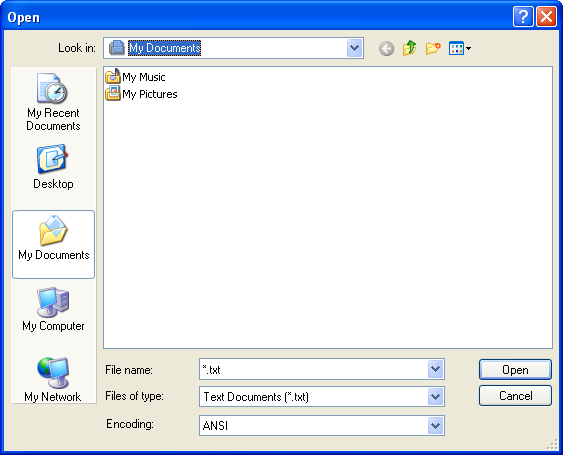 Open
Look in: My Documents
My Recent
Documents
Desktop
My Documents
My Computer
My Network
My Music
My Pictures
File name: *.txt Open
Files of type: Text Documents (*.txt) Cancel
Encoding: ANSI